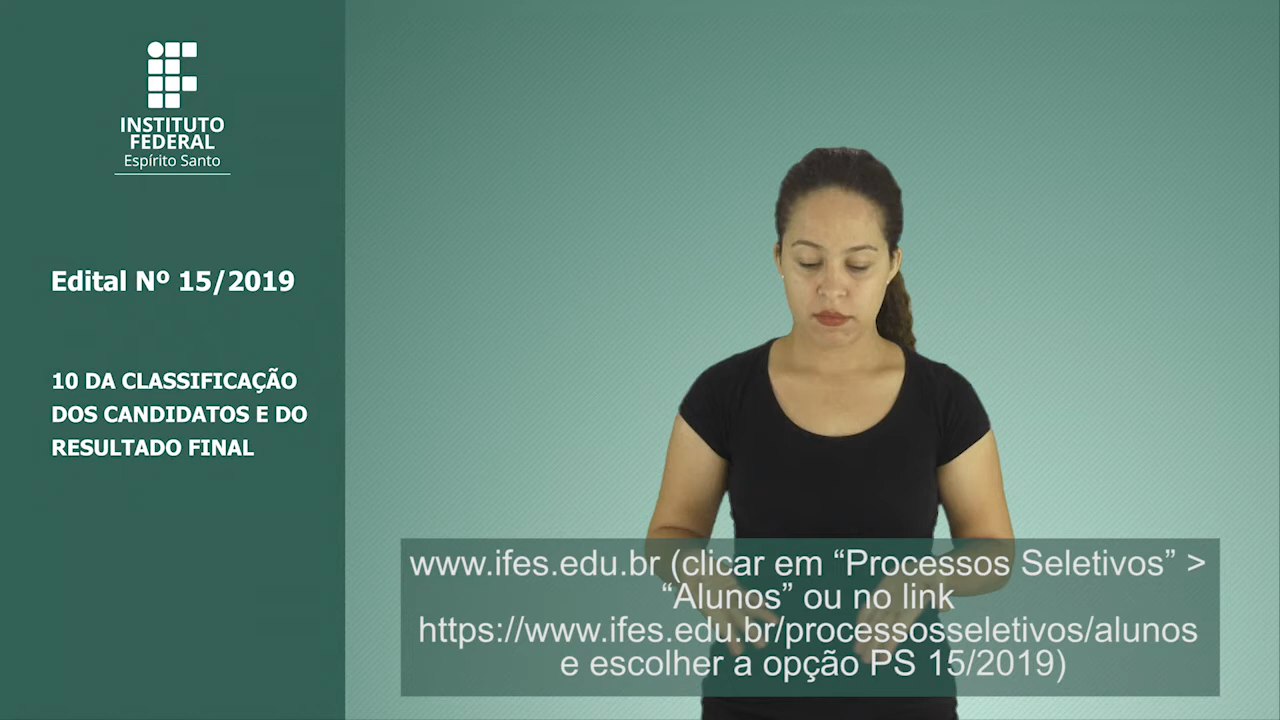 INSTITUTO
FEDERAL
Espírito Santo
Edital Nº 15/2019
10 DA CLASSIFICAÇÃO
DOS CANDIDATOS E DO
RESULTADO FINAL
www.ifes.edu.br (clicar em “Processos Seletivos” >
“Alunos” ou no link
https://www.ifes.edu.br/processosseletivos/alunos
e escolher a opção PS 15/2019)